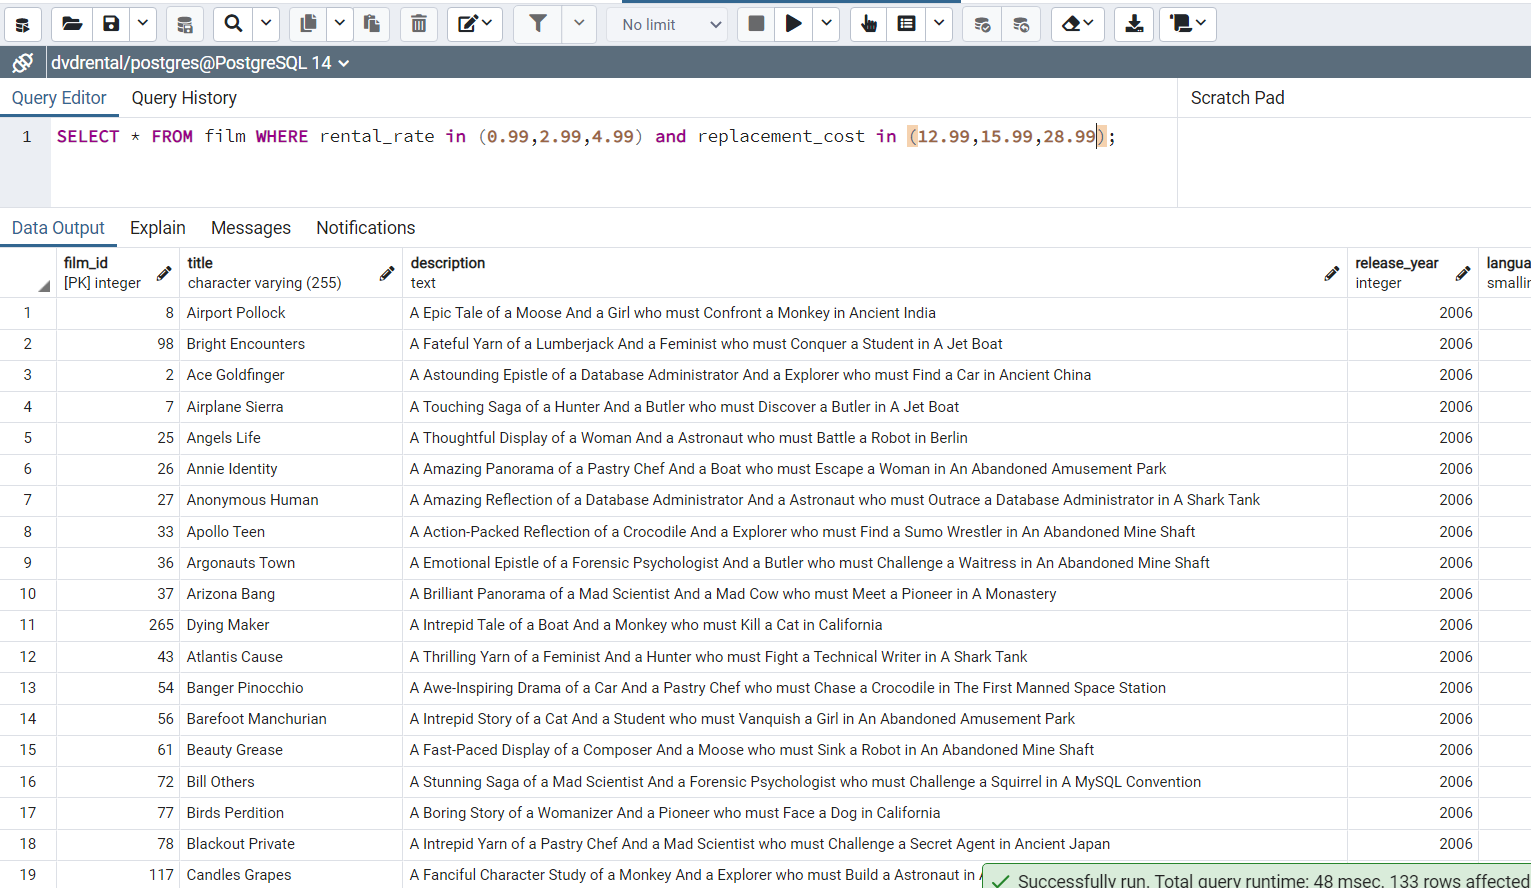 No limit
dvdrental/postgres@PostgreSQL 14
Query Editor Query History Scratch Pad
1 SELECT * FROM film WHERE rental_rate in (0.99,2.99,4.99) and replacement_cost in (12.99,15.99,28.99);
Data Output Explain Messages Notifications
film_id title description release_year langua
[PK] integer character varying (255) text integer smallin
1 8 Airport Pollock A Epic Tale of a Moose And a Girl who must Confront a Monkey in Ancient India 2006
2 98 Bright Encounters A Fateful Yarn of a Lumberjack And a Feminist who must Conquer a Student in A Jet Boat 2006
3 2 Ace Goldfinger A Astounding Epistle of a Database Administrator And a Explorer who must Find a Car in Ancient China 2006
4 7 Airplane Sierra A Touching Saga of a Hunter And a Butler who must Discover a Butler in A Jet Boat 2006
5 25 Angels Life A Thoughtful Display of a Woman And a Astronaut who must Battle a Robot in Berlin 2006
6 26 Annie Identity A Amazing Panorama of a Pastry Chef And a Boat who must Escape a Woman in An Abandoned Amusement Park 2006
7 27 Anonymous Human A Amazing Reflection of a Database Administrator And a Astronaut who must Outrace a Database Administrator in A Shark Tank 2006
8 33 Apollo Teen A Action-Packed Reflection of a Crocodile And a Explorer who must Find a Sumo Wrestler in An Abandoned Mine Shaft 2006
9 36 Argonauts Town A Emotional Epistle of a Forensic Psychologist And a Butler who must Challenge a Waitress in An Abandoned Mine Shaft 2006
10 37 Arizona Bang A Brilliant Panorama of a Mad Scientist And a Mad Cow who must Meet a Pioneer in A Monastery 2006
11 265 Dying Maker A Intrepid Tale of a Boat And a Monkey who must Kill a Cat in California 2006
12 43 Atlantis Cause A Thrilling Yarn of a Feminist And a Hunter who must Fight a Technical Writer in A Shark Tank 2006
13 54 Banger Pinocchio A Awe-Inspiring Drama of a Car And a Pastry Chef who must Chase a Crocodile in The First Manned Space Station 2006
14 56 Barefoot Manchurian A Intrepid Story of a Cat And a Student who must Vanquish a Girl in An Abandoned Amusement Park 2006
15 61 Beauty Grease A Fast-Paced Display of a Composer And a Moose who must Sink a Robot in An Abandoned Mine Shaft 2006
16 72 Bill Others A Stunning Saga of a Mad Scientist And a Forensic Psychologist who must Challenge a Squirrel in A MySQL Convention 2006
17 77 Birds Perdition A Boring Story of a Womanizer And a Pioneer who must Face a Dog in California 2006
18 78 Blackout Private A Intrepid Yarn of a Pastry Chef And a Mad Scientist who must Challenge a Secret Agent in Ancient Japan 2006
19 117 Candles Grapes A Fanciful Character Study of a Monkey And a Explorer who must Build a Astronaut in
Successfully run. Total query runtime: 48 msec. 133 rows affected